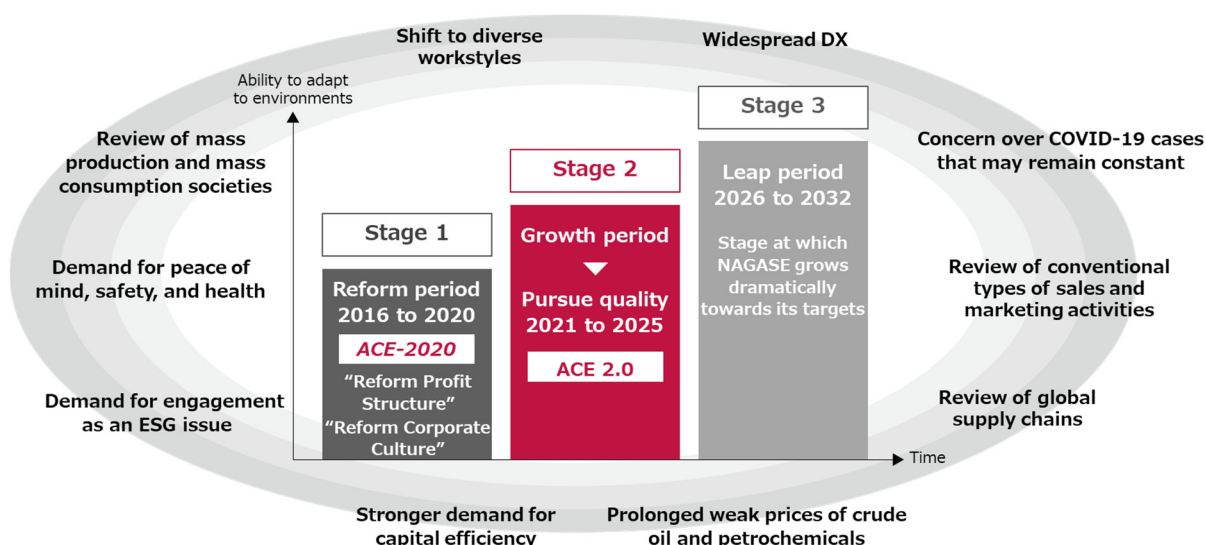 Shift to diverse
workstyles
Widespread DX
Ability to adapt
to environments
Review of mass
production and mass
consumption societies
Demand for peace of
mind, safety, and health
Demand for engagement
as an ESG issue
Stage 1
Reform period
2016 to 2020
ACE-2020
“Reform Profit
Structure”
“Reform Corporate
Culture”
Stage 2
Growth period
Pursue quality
2021 to 2025
ACE 2.0
Stage 3
Leap period
2026 to 2032
Stage at which
NAGASE grows
dramatically
towards its targets
Time
Concern over COVID-19 cases
that may remain constant
Review of conventional
types of sales and
marketing activities
Review of global
supply chains
Stronger demand for
capital efficiency
Prolonged weak prices of crude
oil and petrochemicals